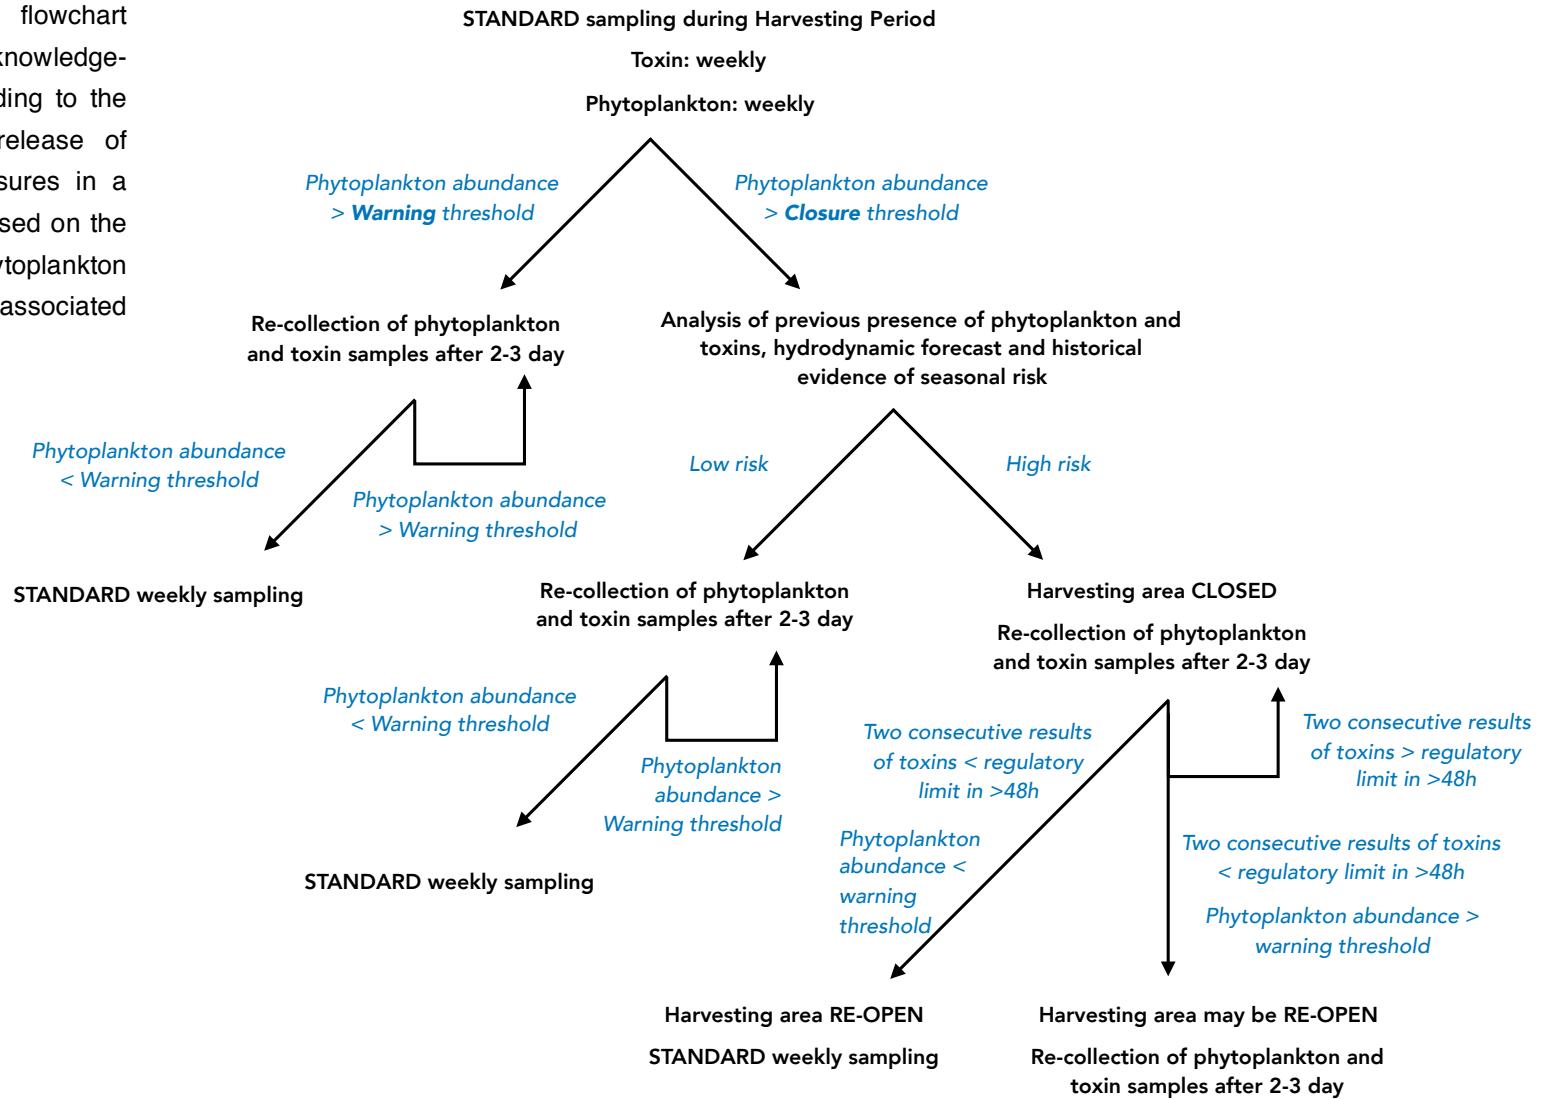 flowchart
knowledge-
ding to the
release of
sures in a
sed on the
ytoplankton
associated
STANDARD sampling during Harvesting Period
Toxin: weekly
Phytoplankton: weekly
Phytoplankton abundance
> Warning threshold
Phytoplankton abundance
> Closure threshold
Re-collection of phytoplankton
and toxin samples after 2-3 day
Analysis of previous presence of phytoplankton and
toxins, hydrodynamic forecast and historical
evidence of seasonal risk
Phytoplankton abundance
< Warning threshold
Phytoplankton abundance
> Warning threshold
Low risk
High risk
STANDARD weekly sampling
Re-collection of phytoplankton
and toxin samples after 2-3 day
Harvesting area CLOSED
Re-collection of phytoplankton
and toxin samples after 2-3 day
Phytoplankton abundance
< Warning threshold
Phytoplankton
abundance >
Warning threshold
Two consecutive results
of toxins < regulatory
limit in >48h
Phytoplankton
abundance <
warning
threshold
Two consecutive results
of toxins > regulatory
limit in >48h
Two consecutive results of toxins
< regulatory limit in >48h
Phytoplankton abundance >
warning threshold
STANDARD weekly sampling
Harvesting area RE-OPEN
STANDARD weekly sampling
Harvesting area may be RE-OPEN
Re-collection of phytoplankton and
toxin samples after 2-3 day